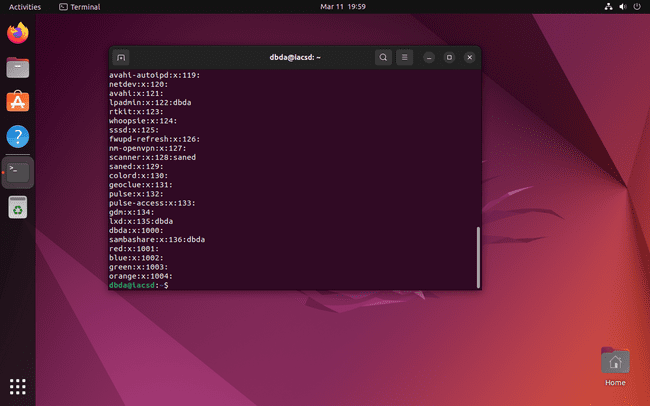 Activities
Terminal
Mar 11 19:59
dbda@iacsd: ~
avahi-autoipd:x:119:
netdev:x:120:
avahi:x:121:
lpadmin:x:122:dbda
rtkit:x:123:
whoopsie:x:124:
sssd:x:125:
fwupd-refresh:x:126:
nm-openvpn:x:127:
scanner:x:128:saned
saned:x:129:
colord:x:130:
geoclue:x:131:
pulse:x:132:
pulse-access:x:133:
gdm:x:134:
lxd:x:135:dbda
dbda:x:1000:
sambashare:x:136:dbda
red:x:1001:
blue:x:1002:
green:x:1003:
orange:x:1004:
dbda@iacsd:~$
Home